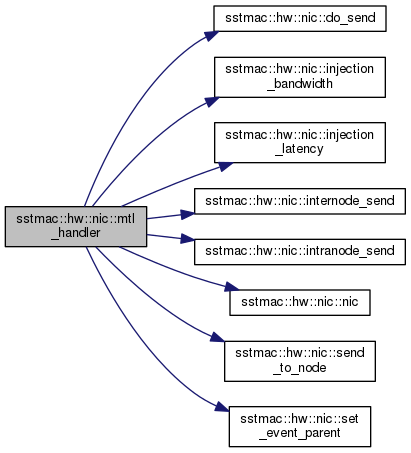 sstmac::hw::nic::mtl
_handler
sstmac::hw::nic::do_send
sstmac::hw::nic::injection
_bandwidth
sstmac::hw::nic::injection
_latency
sstmac::hw::nic::internode_send
sstmac::hw::nic::intranode_send
sstmac::hw::nic::nic
sstmac::hw::nic::send
_to_node
sstmac::hw::nic::set
_event_parent